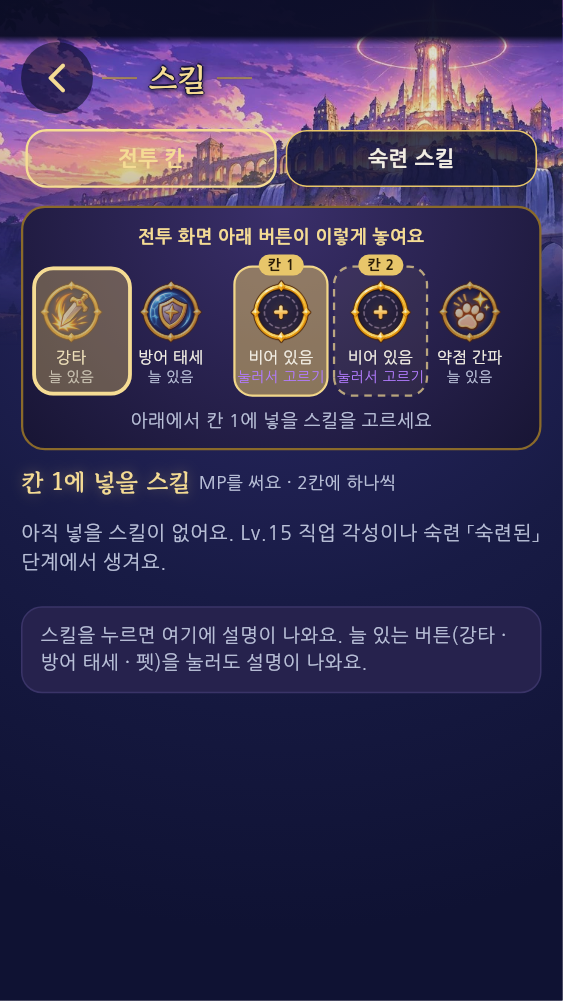 스킬
전투 칸
숙련 스킬
전투 화면 아래 버튼이 이렇게 놓여요
칸 1
칸 2
강타
방어 태세
비어 있음
비어 있음
약점 간파
늘 있음
늘 있음
눌러서 고르기
눌러서 고르기
늘 있음
아래에서 칸 1에 넣을 스킬을 고르세요
칸 1에 넣을 스킬 MP를 써요 · 2칸에 하나씩
아직 넣을 스킬이 없어요. Lv.15 직업 각성이나 숙련 「숙련된」
단계에서 생겨요.
스킬을 누르면 여기에 설명이 나와요. 늘 있는 버튼(강타 ·
방어 태세 · 펫)을 눌러도 설명이 나와요.